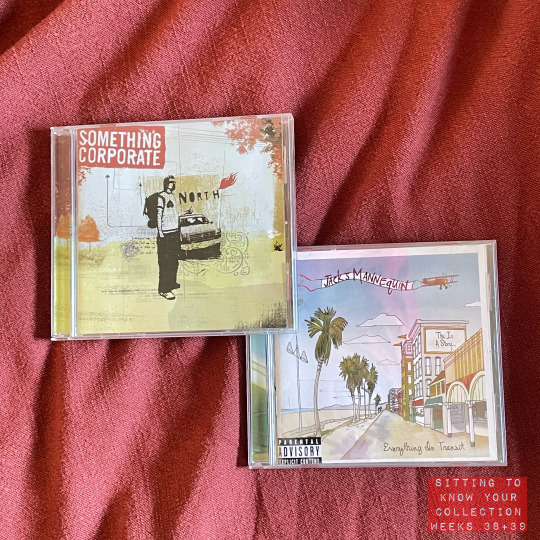 SOMETHING
CORPORATE
NORTH
JACK'S MANNEQUIN
This Is
A Story...
Everything In Transit
PARENTAL
ADVISORY
EXPLICIT CONTENT
SITTING TO
KNOW YOUR
COLLECTION
WEEKS 38+39